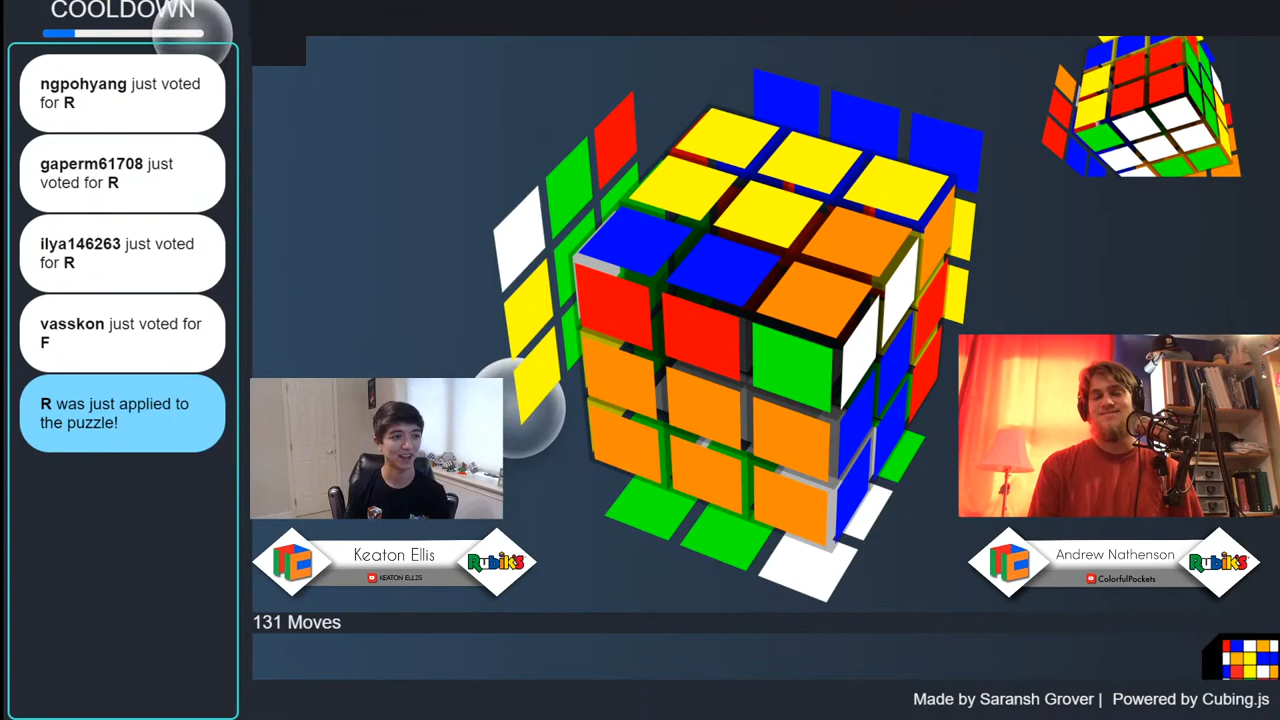 COOLDOWN
ngpohyang just voted
for R
gaperm61708 just
voted for R
ilya146263 just voted
for R
vasskon just voted for
F
R was just applied to
the puzzle!
Keaton Ellis
KEATON ELLIS
Rubik's
Andrew Nathenson
ColorfulPockets
Rubik's
131 Moves
Made by Saransh Grover | Powered by Cubing.js